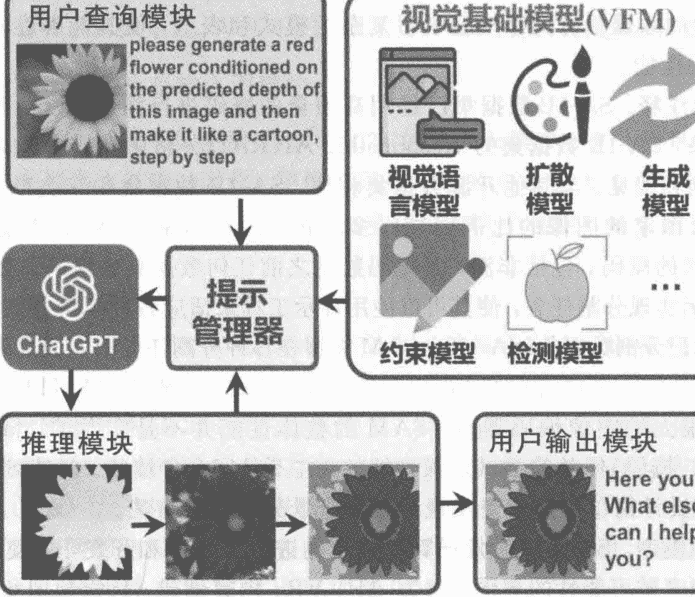 用户查询模块
please generate a red
flower conditioned on
the predicted depth of
this image and then
make it like a cartoon,
step by step
视觉基础模型(VFM)
视觉语
言模型
扩散
模型
生成
模型
约束模型
检测模型
...
提示
管理器
ChatGPT
推理模块
用户输出模块
Here you
What else
can I help
you?